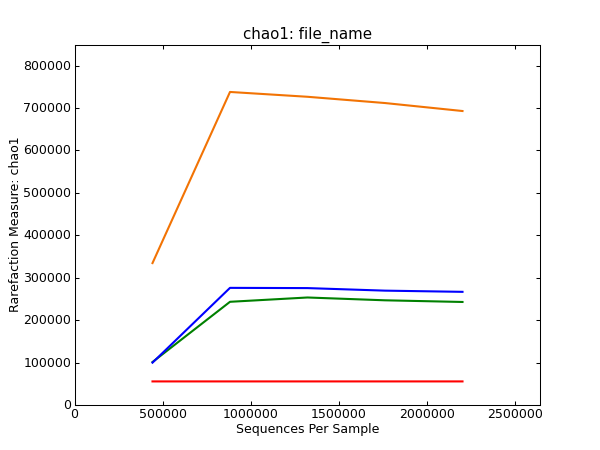 chao1: file_name
Rarefaction Measure: chao1
800000
700000
600000
500000
400000
300000
200000
100000
0
0 500000 1000000 1500000 2000000 2500000
Sequences Per Sample